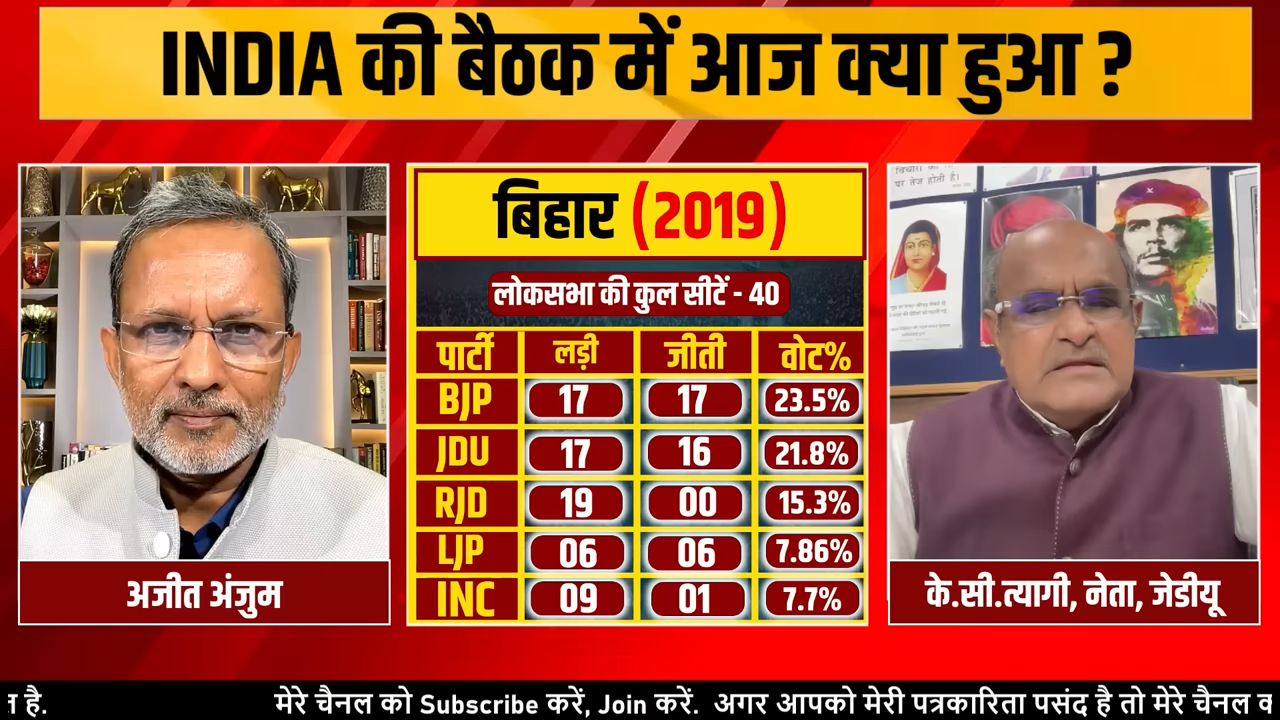 INDIA की बैठक में आज क्या हुआ ?
विचारों की
पर तेज होती है।
बिहार (2019)
लोकसभा की कुल सीटें - 40
पार्टी लड़ी जीती वोट%
BJP 17 17 23.5%
JDU 17 16 21.8%
RJD 19 00 15.3%
LJP 06 06 7.86%
INC 09 01 7.7%
अजीत अंजुम
के.सी.त्यागी, नेता, जेडीयू
है. मेरे चैनल को Subscribe करें, Join करें. अगर आपको मेरी पत्रकारिता पसंद है तो मेरे चैनल